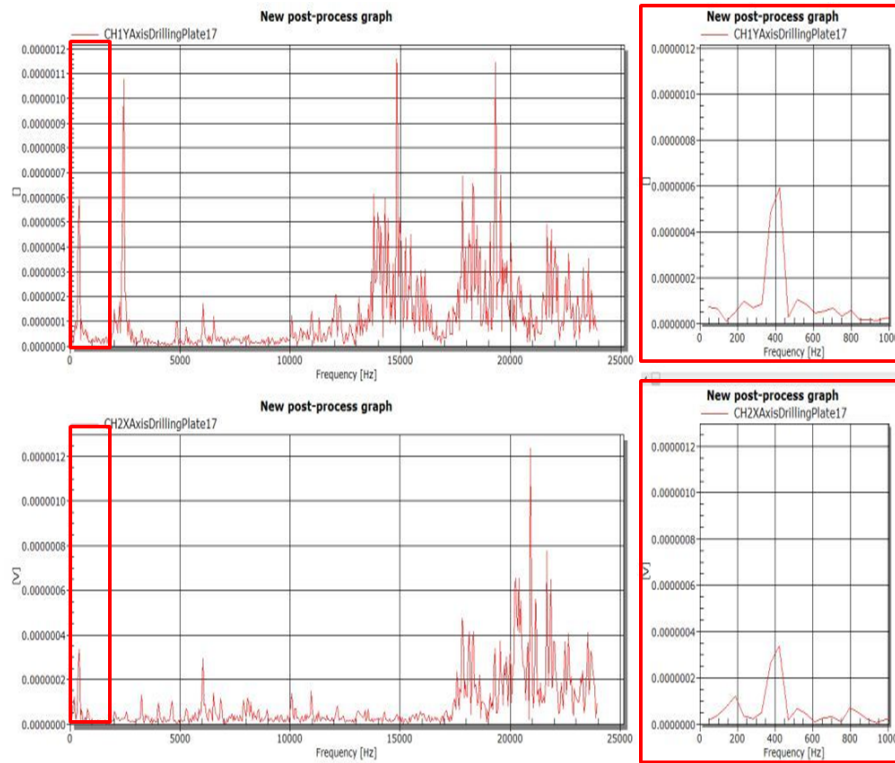 New post-process graph
CH1YAxisDrillingPlate17
0.0000012
0.0000011
0.0000010
0.0000009
0.0000008
0.0000007
0.0000006
0.0000005
0.0000004
0.0000003
0.0000002
0.0000001
0.0000000
[]
0 5000 10000 15000 20000 25000
Frequency [Hz]
New post-process graph
CH1YAxisDrillingPlate17
0.0000012
0.0000010
0.0000008
0.0000006
0.0000004
0.0000002
0.0000000
[]
0 200 400 600 800 1000
Frequency [Hz]
New post-process graph
CH2XAxisDrillingPlate17
0.0000012
0.0000010
0.0000008
0.0000006
0.0000004
0.0000002
0.0000000
[V]
0 5000 10000 15000 20000 25000
Frequency [Hz]
New post-process graph
CH2XAxisDrillingPlate17
0.0000012
0.0000010
0.0000008
0.0000006
0.0000004
0.0000002
0.0000000
[V]
0 200 400 600 800 1000
Frequency [Hz]